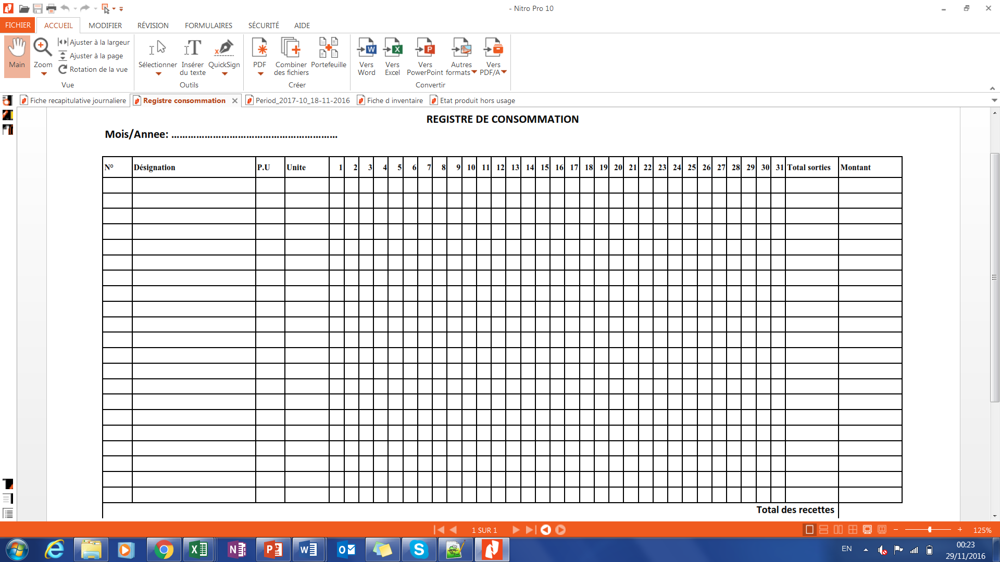 - Nitro Pro 10
FICHIER ACCUEIL MODIFIER RÉVISION FORMULAIRES SÉCURITÉ AIDE
Main Zoom Ajuster à la largeur
Ajuster à la page
Rotation de la vue
Vue
Sélectionner Insérer du texte QuickSign
Outils
PDF Combiner des fichiers Portefeuille
Créer
Vers Word Vers Excel Vers PowerPoint Autres formats Vers PDF/A
Convertir
Fiche recapitulative journaliere Registre consommation Period_2017-10_18-11-2016 Fiche d inventaire Etat produit hors usage
REGISTRE DE CONSOMMATION
Mois/Annee: ……………………………………………………
N° Désignation P.U Unite 1 2 3 4 5 6 7 8 9 10 11 12 13 14 15 16 17 18 19 20 21 22 23 24 25 26 27 28 29 30 31 Total sorties Montant
Total des recettes
1 SUR 1 125%
EN 00:23
29/11/2016